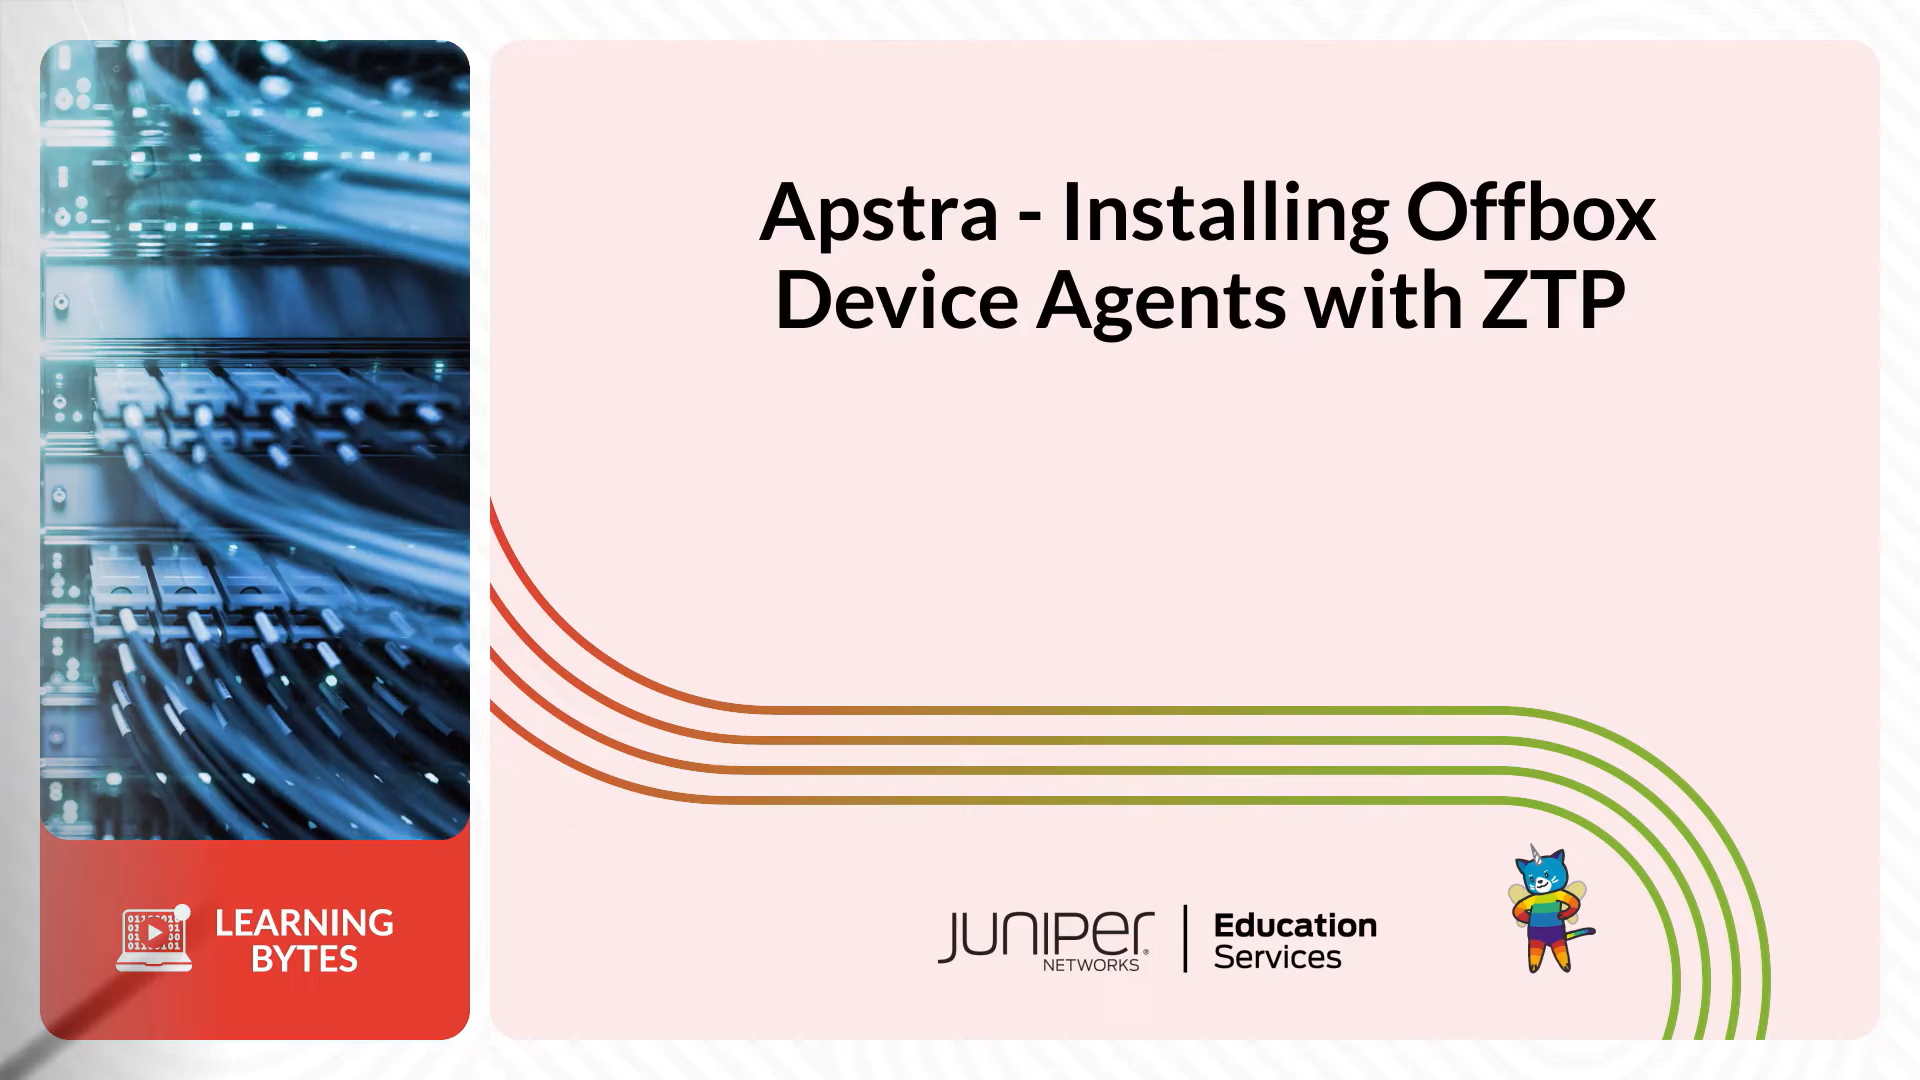 Apstra - Installing Offbox
Device Agents with ZTP
LEARNING
BYTES
JUNIPER
NETWORKS
Education
Services